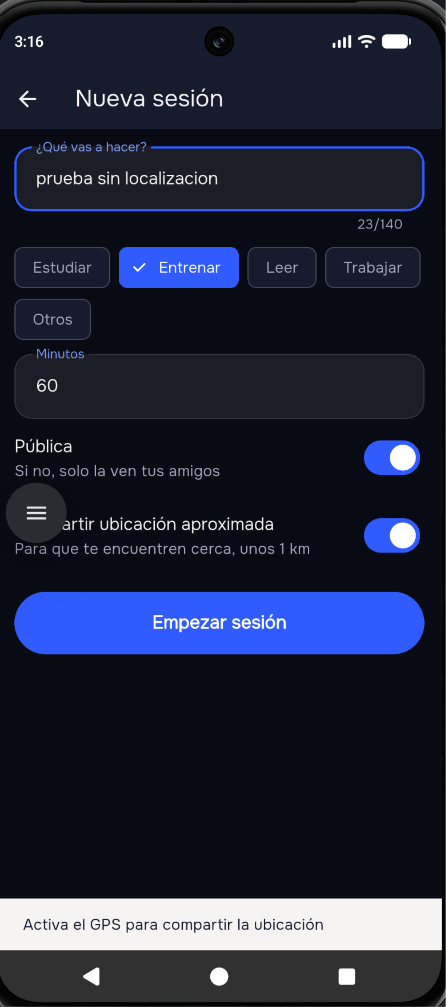 3:16
Nueva sesión
¿Qué vas a hacer?
prueba sin localizacion
23/140
Estudiar
Entrenar
Leer
Trabajar
Otros
Minutos
60
Pública
Si no, solo la ven tus amigos
artir ubicación aproximada
Para que te encuentren cerca, unos 1 km
Empezar sesión
Activa el GPS para compartir la ubicación